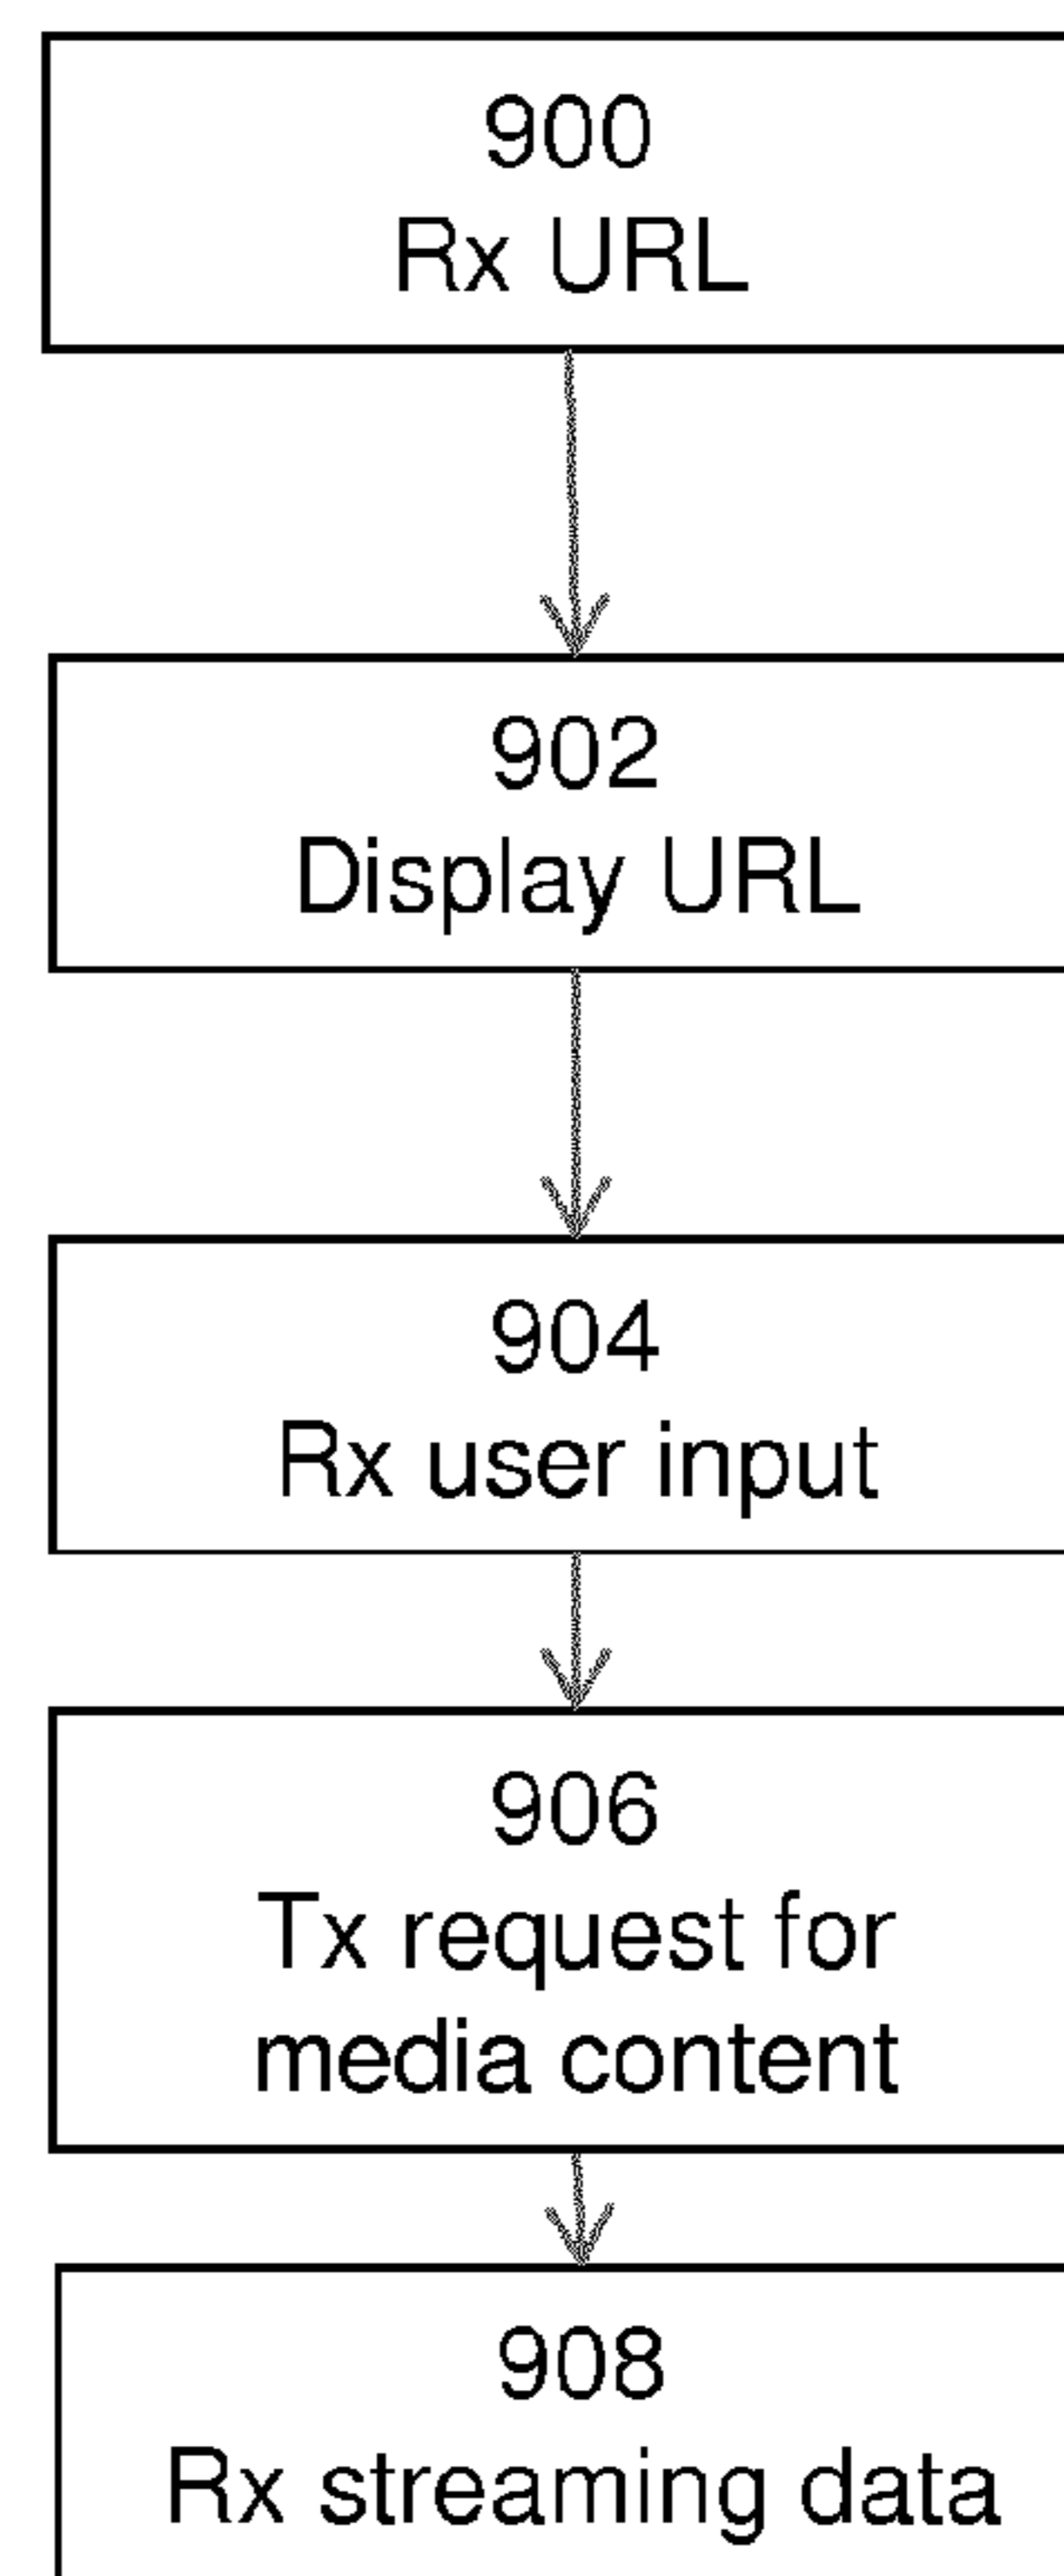 900
Rx URL
902
Display URL
904
Rx user input
906
Tx request for
media content
908
Rx streaming data